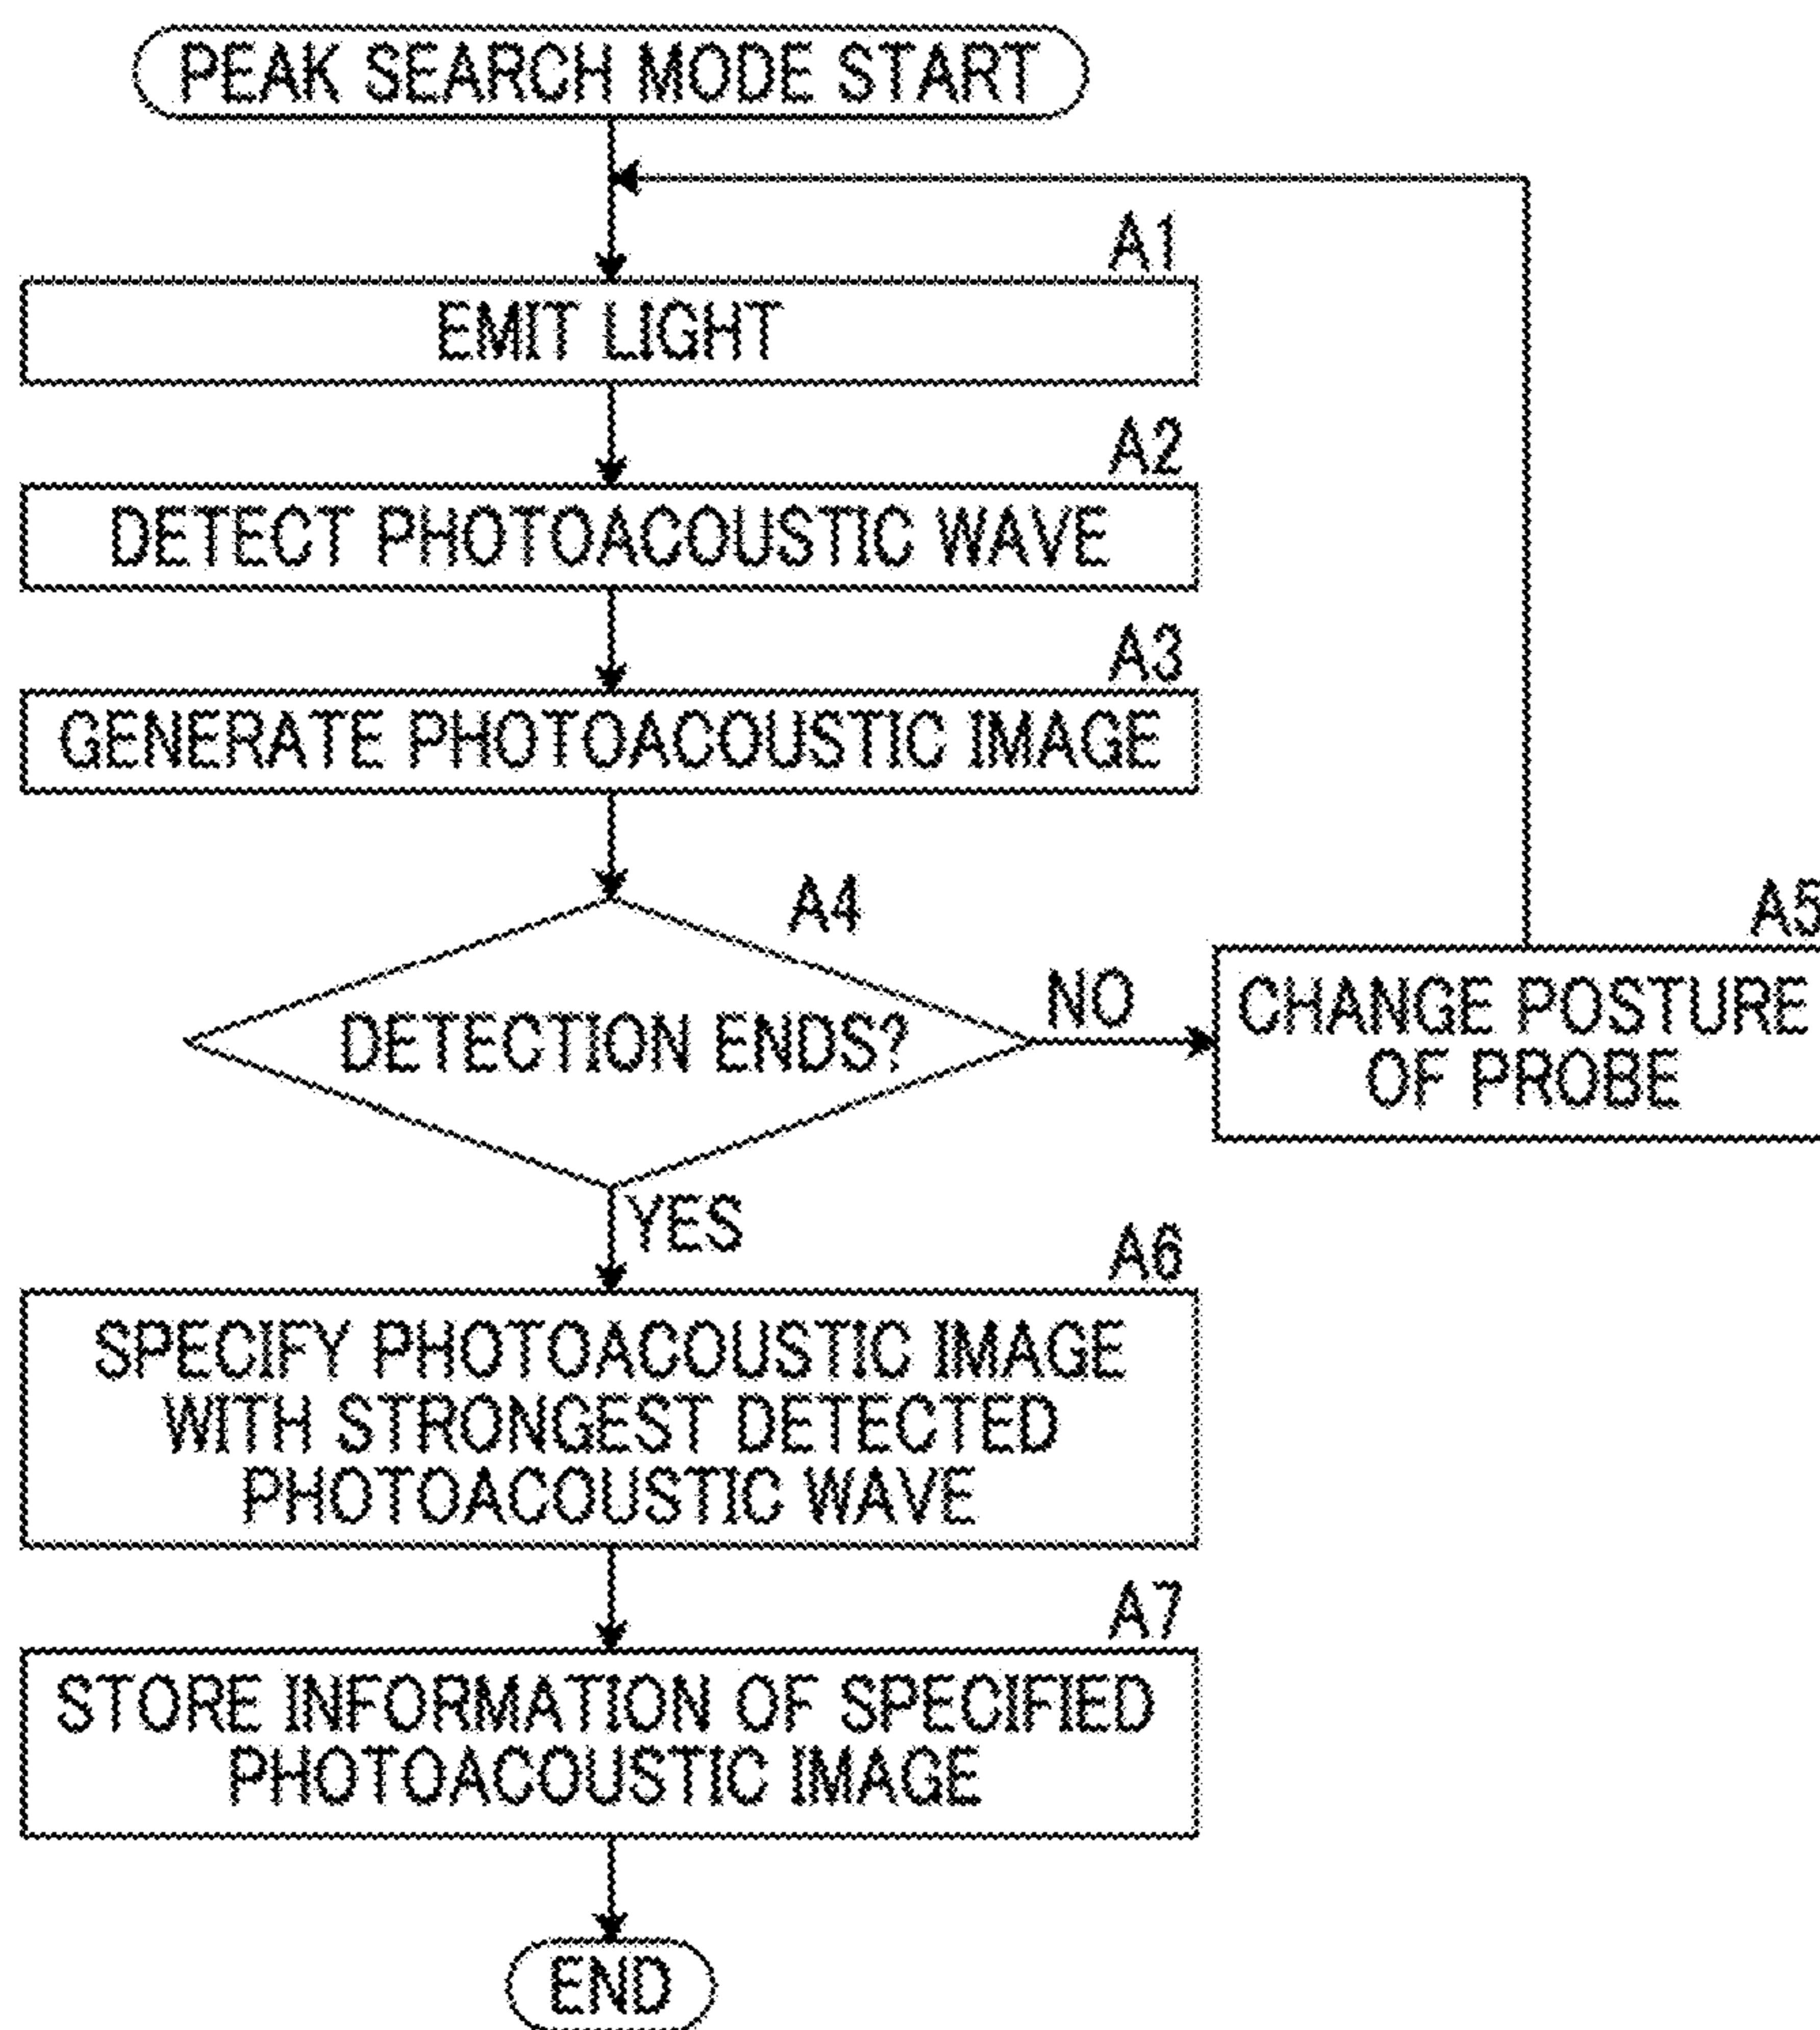 PEAK SEARCH MODE START
A1
EMIT LIGHT
A2
DETECT PHOTOACOUSTIC WAVE
A3
GENERATE PHOTOACOUSTIC IMAGE
A4
DETECTION ENDS?
NO
A5
CHANGE POSTURE
OF PROBE
YES
A6
SPECIFY PHOTOACOUSTIC IMAGE
WITH STRONGEST DETECTED
PHOTOACOUSTIC WAVE
A7
STORE INFORMATION OF SPECIFIED
PHOTOACOUSTIC IMAGE
END